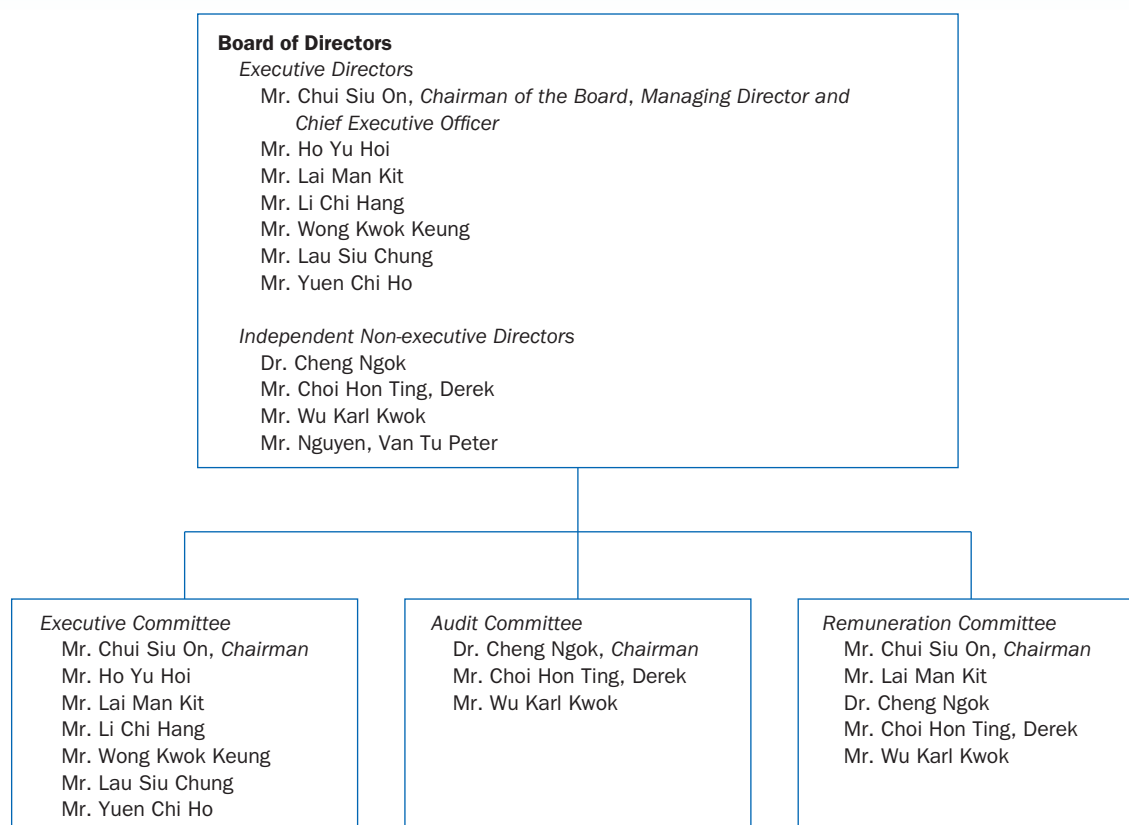 Board of Directors
Executive Directors
Mr. Chui Siu On, Chairman of the Board, Managing Director and
Chief Executive Officer
Mr. Ho Yu Hoi
Mr. Lai Man Kit
Mr. Li Chi Hang
Mr. Wong Kwok Keung
Mr. Lau Siu Chung
Mr. Yuen Chi Ho
Independent Non-executive Directors
Dr. Cheng Ngok
Mr. Choi Hon Ting, Derek
Mr. Wu Karl Kwok
Mr. Nguyen, Van Tu Peter
Executive Committee
Mr. Chui Siu On, Chairman
Mr. Ho Yu Hoi
Mr. Lai Man Kit
Mr. Li Chi Hang
Mr. Wong Kwok Keung
Mr. Lau Siu Chung
Mr. Yuen Chi Ho
Audit Committee
Dr. Cheng Ngok, Chairman
Mr. Choi Hon Ting, Derek
Mr. Wu Karl Kwok
Remuneration Committee
Mr. Chui Siu On, Chairman
Mr. Lai Man Kit
Dr. Cheng Ngok
Mr. Choi Hon Ting, Derek
Mr. Wu Karl Kwok